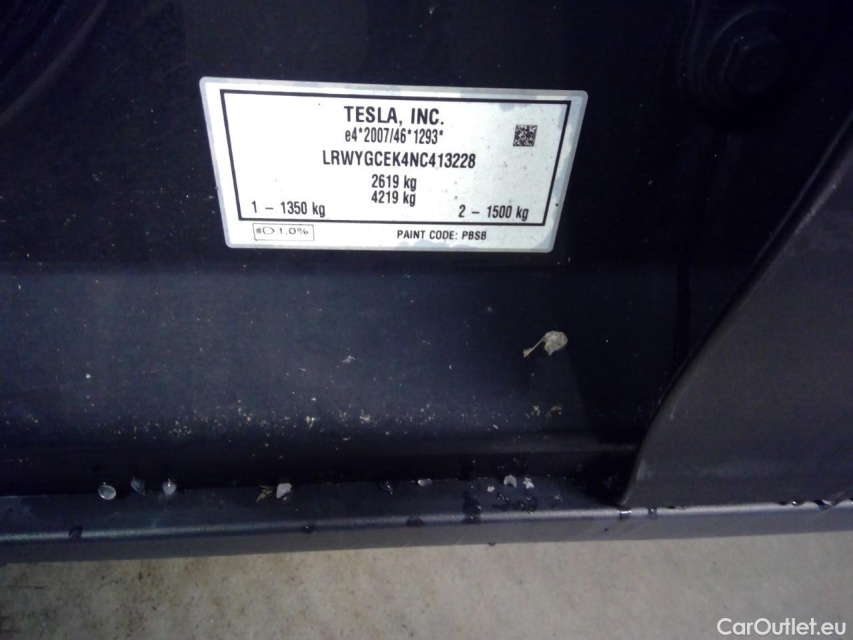 TESLA, INC.
e4*2007/46*1293*
LRWYGCEK4NC413228
2619 kg
4219 kg
1 – 1350 kg
2 – 1500 kg
1.0%
PAINT CODE: PBSB
CarOutlet.eu